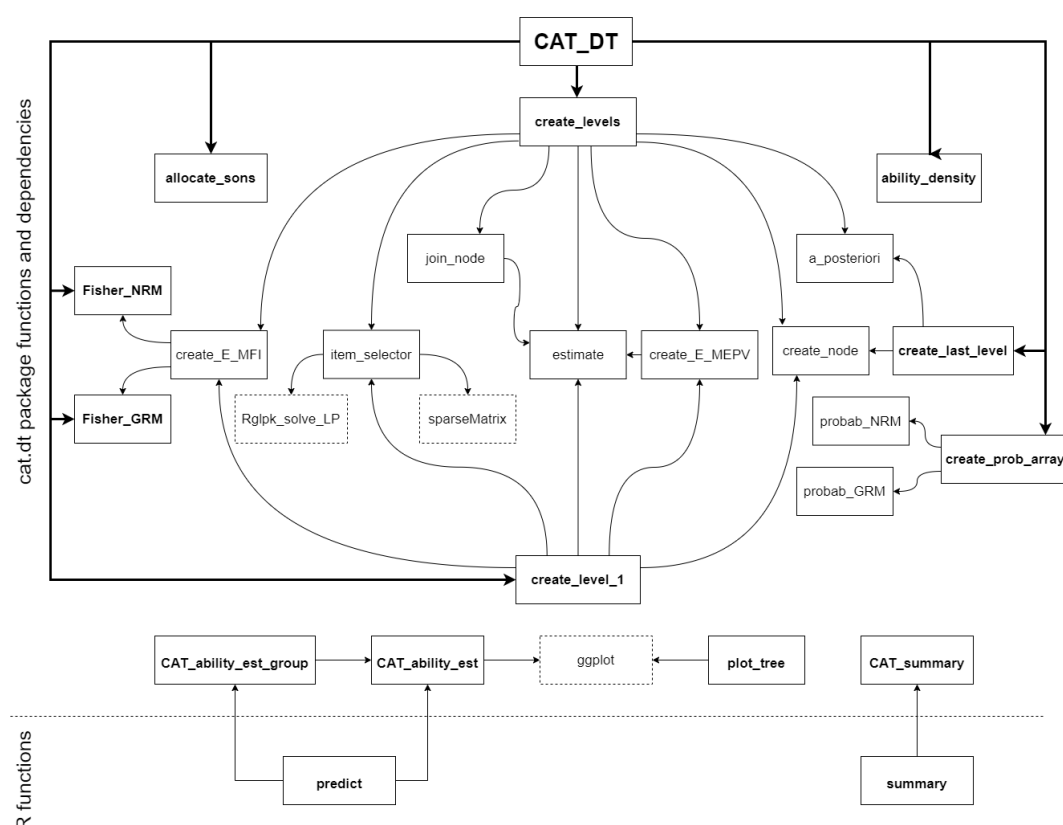 CAT_DT
create_levels
allocate_sons
ability_density
join_node
a_posteriori
Fisher_NRM
create_E_MFI
item_selector
estimate
create_E_MEPV
create_node
create_last_level
Fisher_GRM
Rglpk_solve_LP
sparseMatrix
probab_NRM
create_prob_array
probab_GRM
create_level_1
cat.dt package functions and dependencies
CAT_ability_est_group
CAT_ability_est
ggplot
plot_tree
CAT_summary
predict
summary
R functions